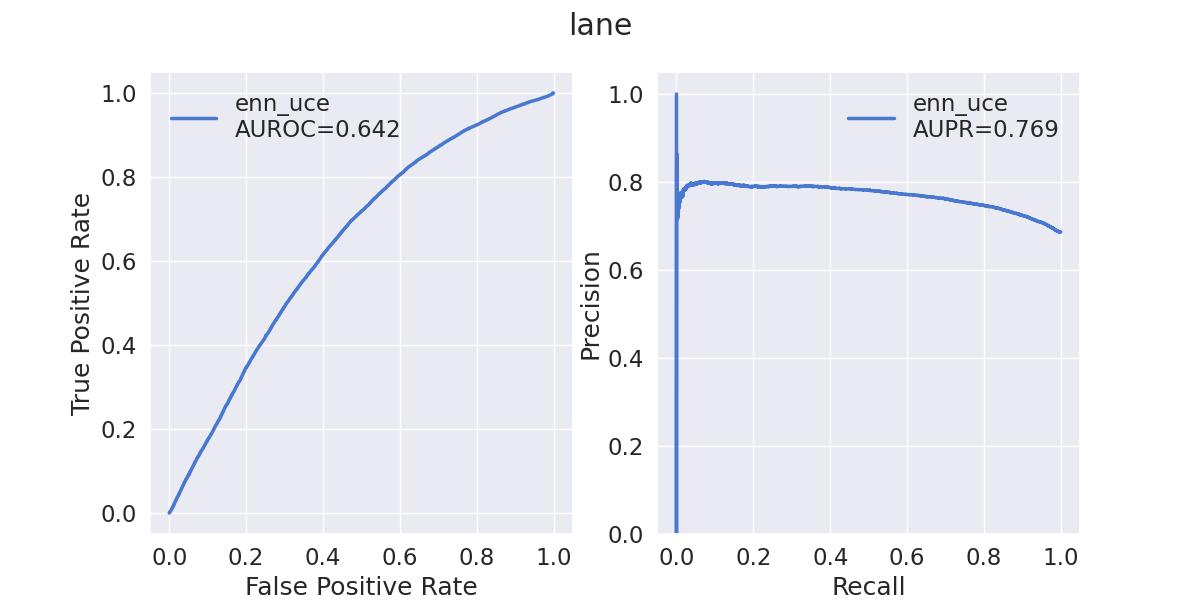 lane
enn_uce
AUROC=0.642
1.0
0.8
0.6
0.4
0.2
0.0
True Positive Rate
0.0 0.2 0.4 0.6 0.8 1.0
False Positive Rate
enn_uce
AUPR=0.769
1.0
0.8
0.6
0.4
0.2
0.0
Precision
0.0 0.2 0.4 0.6 0.8 1.0
Recall